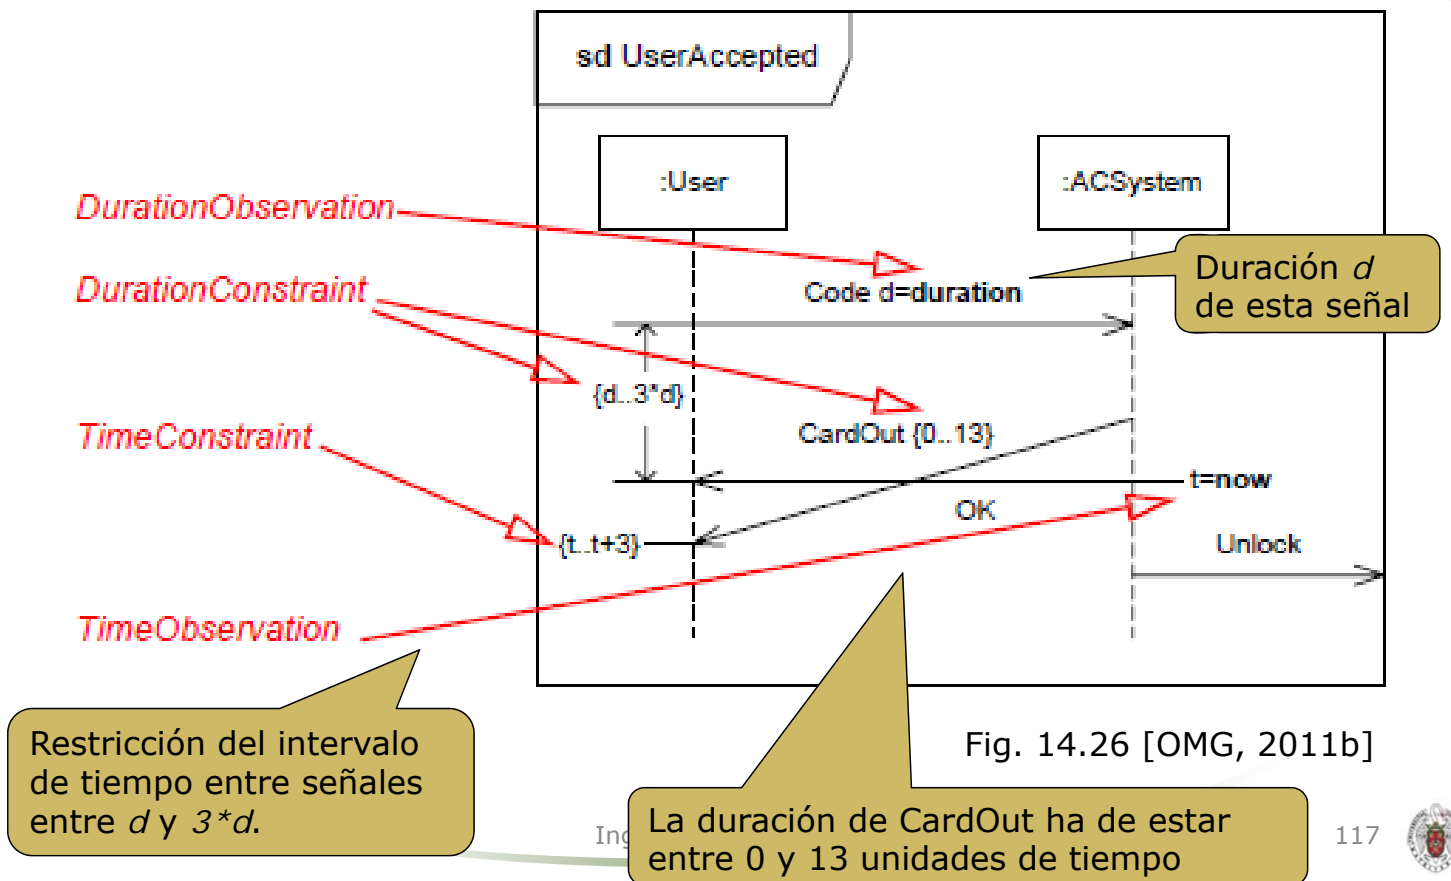 sd UserAccepted
:User
:ACSystem
DurationObservation
Duración d
de esta señal
DurationConstraint
Code d=duration
{d..3*d}
TimeConstraint
CardOut {0..13}
t=now
OK
{t..t+3}
Unlock
TimeObservation
Restricción del intervalo
de tiempo entre señales
entre d y 3*d.
Fig. 14.26 [OMG, 2011b]
La duración de CardOut ha de estar
entre 0 y 13 unidades de tiempo
117